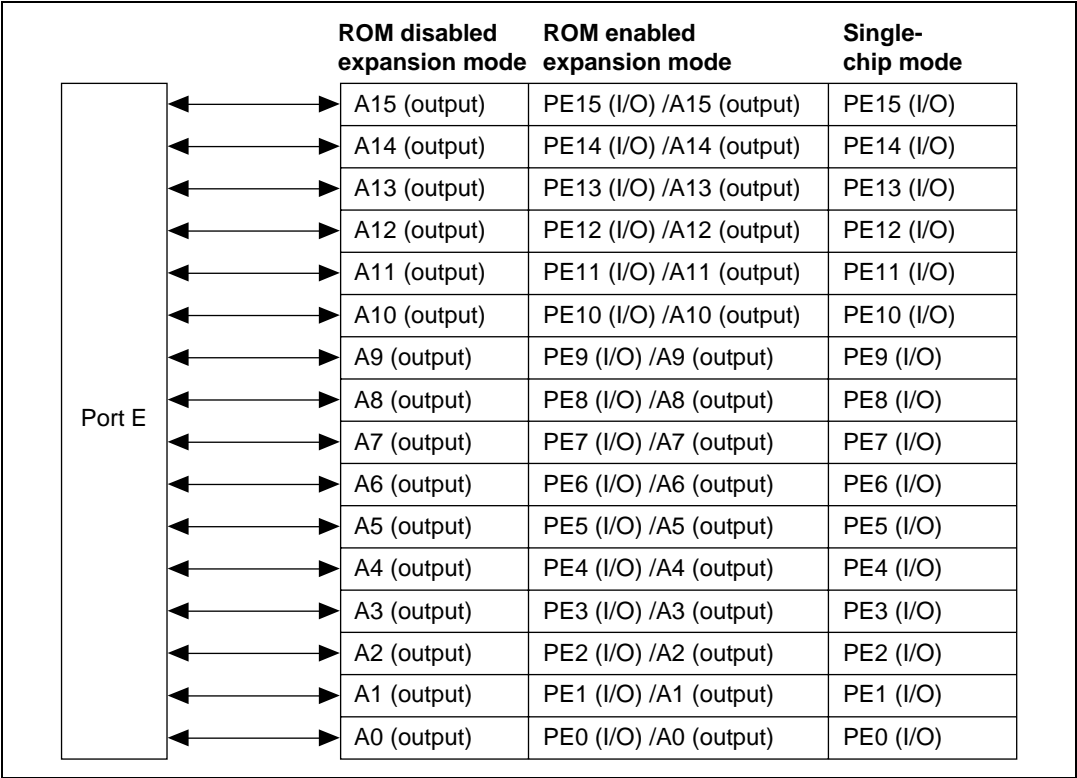 ROM disabled expansion mode ROM enabled expansion mode Single-chip mode
A15 (output) PE15 (I/O) /A15 (output) PE15 (I/O)
A14 (output) PE14 (I/O) /A14 (output) PE14 (I/O)
A13 (output) PE13 (I/O) /A13 (output) PE13 (I/O)
A12 (output) PE12 (I/O) /A12 (output) PE12 (I/O)
A11 (output) PE11 (I/O) /A11 (output) PE11 (I/O)
A10 (output) PE10 (I/O) /A10 (output) PE10 (I/O)
A9 (output) PE9 (I/O) /A9 (output) PE9 (I/O)
A8 (output) PE8 (I/O) /A8 (output) PE8 (I/O)
Port E
A7 (output) PE7 (I/O) /A7 (output) PE7 (I/O)
A6 (output) PE6 (I/O) /A6 (output) PE6 (I/O)
A5 (output) PE5 (I/O) /A5 (output) PE5 (I/O)
A4 (output) PE4 (I/O) /A4 (output) PE4 (I/O)
A3 (output) PE3 (I/O) /A3 (output) PE3 (I/O)
A2 (output) PE2 (I/O) /A2 (output) PE2 (I/O)
A1 (output) PE1 (I/O) /A1 (output) PE1 (I/O)
A0 (output) PE0 (I/O) /A0 (output) PE0 (I/O)